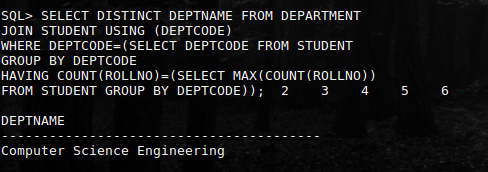 SQL> SELECT DISTINCT DEPTNAME FROM DEPARTMENT
JOIN STUDENT USING (DEPTCODE)
WHERE DEPTCODE=(SELECT DEPTCODE FROM STUDENT
GROUP BY DEPTCODE
HAVING COUNT(ROLLNO)=(SELECT MAX(COUNT(ROLLNO))
FROM STUDENT GROUP BY DEPTCODE));  2    3    4    5    6
DEPTNAME
----------------------------------------
Computer Science Engineering